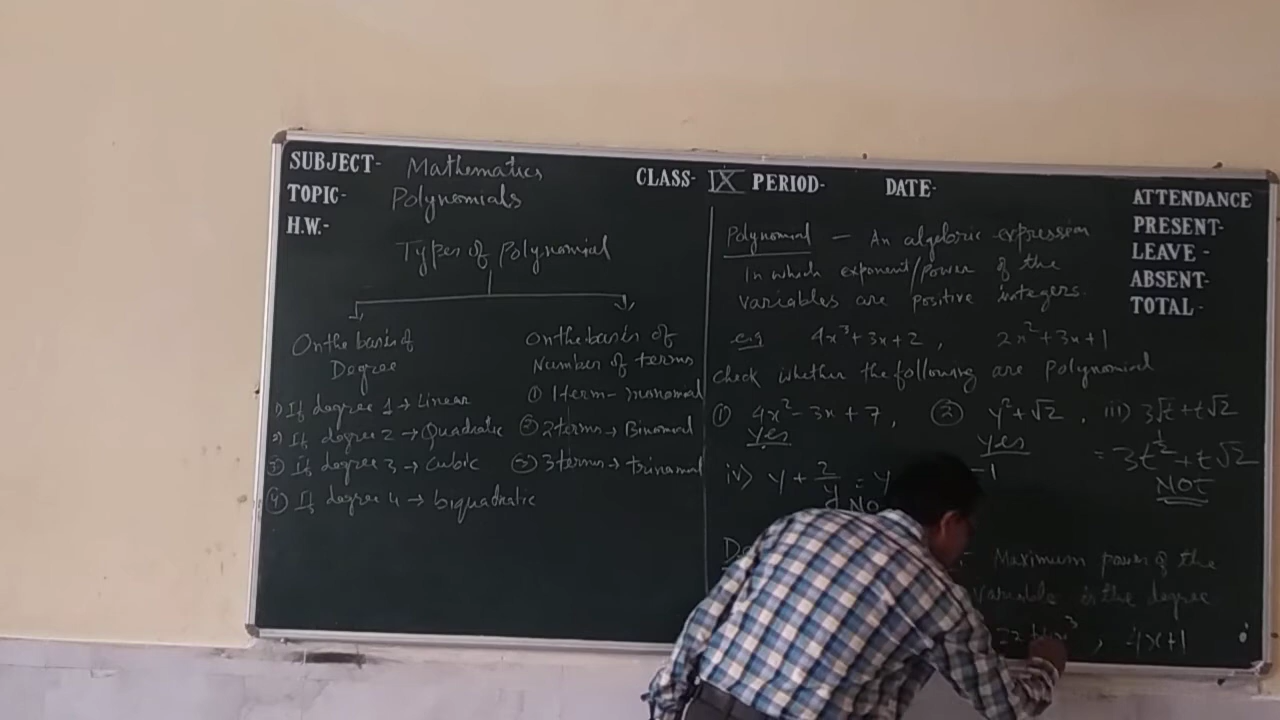 SUBJECT- Mathematics
TOPIC- Polynomials
H.W.-
CLASS- IX PERIOD- DATE-
ATTENDANCE
PRESENT-
LEAVE -
ABSENT-
TOTAL -
Types of Polynomial
On the basis of
Degree
1) If degree 1 → Linear
2) If degree 2 → Quadratic
3) If degree 3 → cubic
④ If degree 4 → biquadratic
On the basis of
Number of terms
① 1 term - monomial
② 2 terms → Binomial
③ 3 terms → trinomial
Polynomial - An algebric expression
In which exponent/power of the
variables are positive integers.
e.g 4x³ + 3x + 2 , 2x² + 3x + 1
Check whether the following are Polynomial
① 4x² - 3x + 7 , ② y² + √2 , iii) 3√t + t√2
yes yes = 3t^½ + t√2
NOT
iv) y + 2/y = y -1
No
Maximum power of the
variable is the degree
, 4x+1